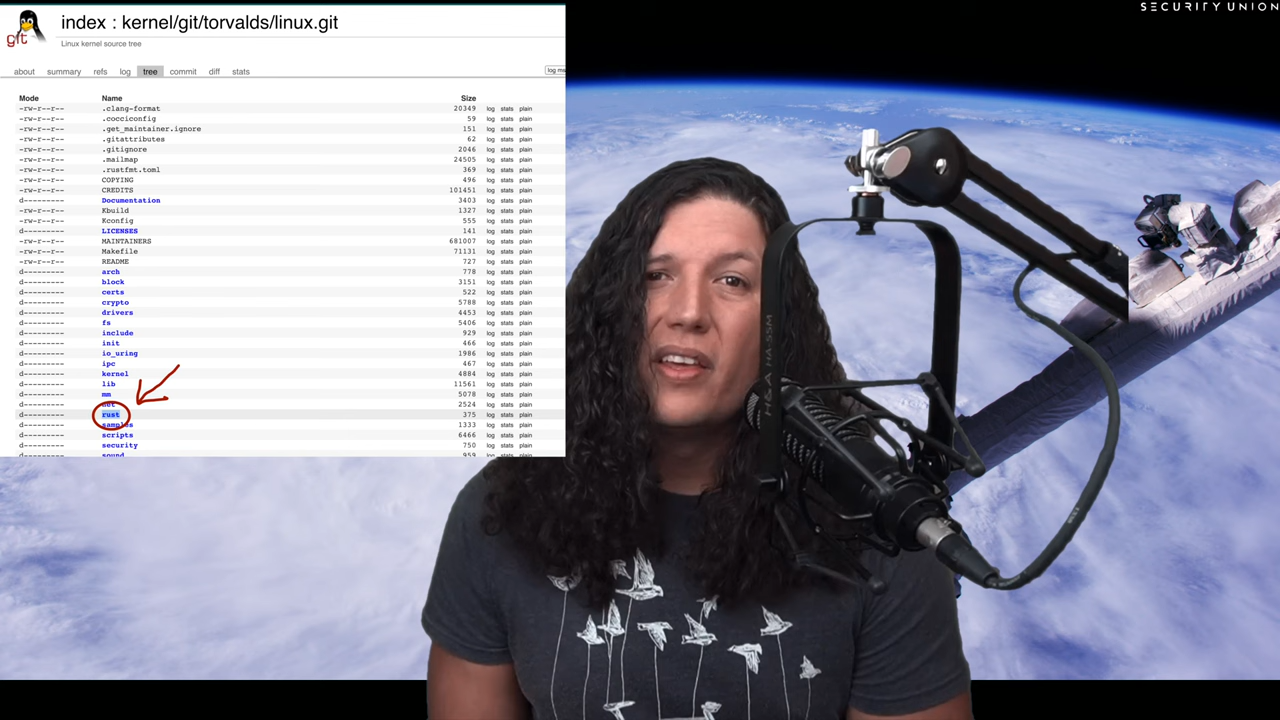 SECURITY UNION
git
index : kernel/git/torvalds/linux.git
Linux kernel source tree
about summary refs log tree commit diff stats
log ms
Mode Name Size
-rw-r--r-- .clang-format 20349 log stats plain
-rw-r--r-- .cocciconfig 59 log stats plain
-rw-r--r-- .get_maintainer.ignore 151 log stats plain
-rw-r--r-- .gitattributes 62 log stats plain
-rw-r--r-- .gitignore 2046 log stats plain
-rw-r--r-- .mailmap 24505 log stats plain
-rw-r--r-- .rustfmt.toml 369 log stats plain
-rw-r--r-- COPYING 496 log stats plain
-rw-r--r-- CREDITS 101451 log stats plain
d--------- Documentation 3403 log stats plain
-rw-r--r-- Kbuild 1327 log stats plain
-rw-r--r-- Kconfig 555 log stats plain
d--------- LICENSES 141 log stats plain
-rw-r--r-- MAINTAINERS 681007 log stats plain
-rw-r--r-- Makefile 71131 log stats plain
-rw-r--r-- README 727 log stats plain
d--------- arch 778 log stats plain
d--------- block 3151 log stats plain
d--------- certs 522 log stats plain
d--------- crypto 5788 log stats plain
d--------- drivers 4453 log stats plain
d--------- fs 5406 log stats plain
d--------- include 929 log stats plain
d--------- init 466 log stats plain
d--------- io_uring 1986 log stats plain
d--------- ipc 467 log stats plain
d--------- kernel 4884 log stats plain
d--------- lib 11561 log stats plain
d--------- mm 5078 log stats plain
d--------- net 2524 log stats plain
d--------- rust 375 log stats plain
d--------- samples 1333 log stats plain
d--------- scripts 6466 log stats plain
d--------- security 750 log stats plain
d--------- sound 959 log stats plain